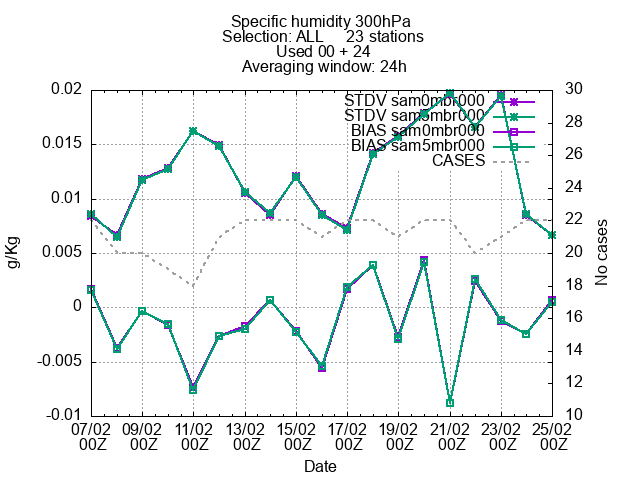 Specific humidity 300hPa
Selection: ALL 23 stations
Used 00 + 24
Averaging window: 24h
0.02
0.015
0.01
0.005
0
-0.005
-0.01
g/Kg
30
28
26
24
22
20
18
16
14
12
10
No cases
STDV sam0mbr000
STDV sam5mbr000
BIAS sam0mbr000
BIAS sam5mbr000
CASES
07/02 09/02 11/02 13/02 15/02 17/02 19/02 21/02 23/02 25/02
00Z 00Z 00Z 00Z 00Z 00Z 00Z 00Z 00Z 00Z
Date